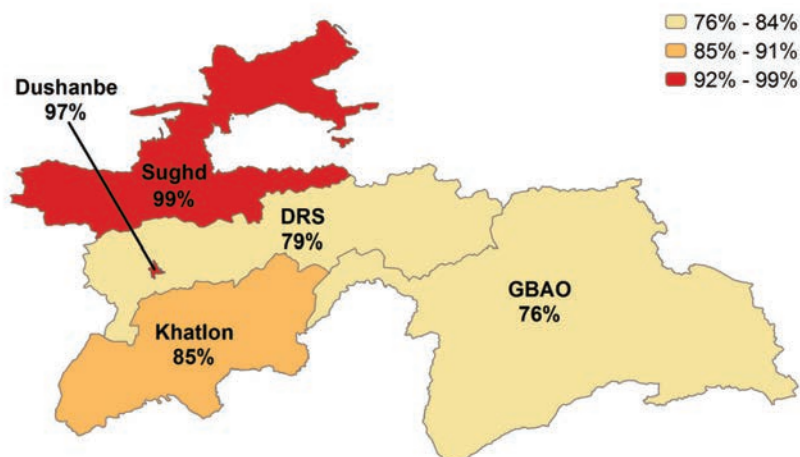 76% - 84%
85% - 91%
92% - 99%
Dushanbe
97%
Sughd
99%
DRS
79%
GBAO
76%
Khatlon
85%